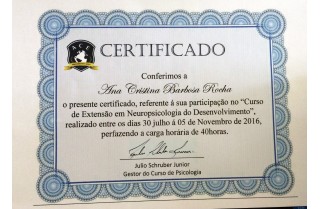 ACE
CERTIFICADO
Conferimos a
Ana Cristina Barbosa Rocha
o presente certificado, referente á sua participação no "Curso
de Extensão em Neuropsicologia do Desenvolvimento",
realizado entre os dias 30 julho á 05 de Novembro de 2016,
perfazendo a carga horária de 40horas.
Julio Schruber Junior
Gestor do Curso de Psicologia